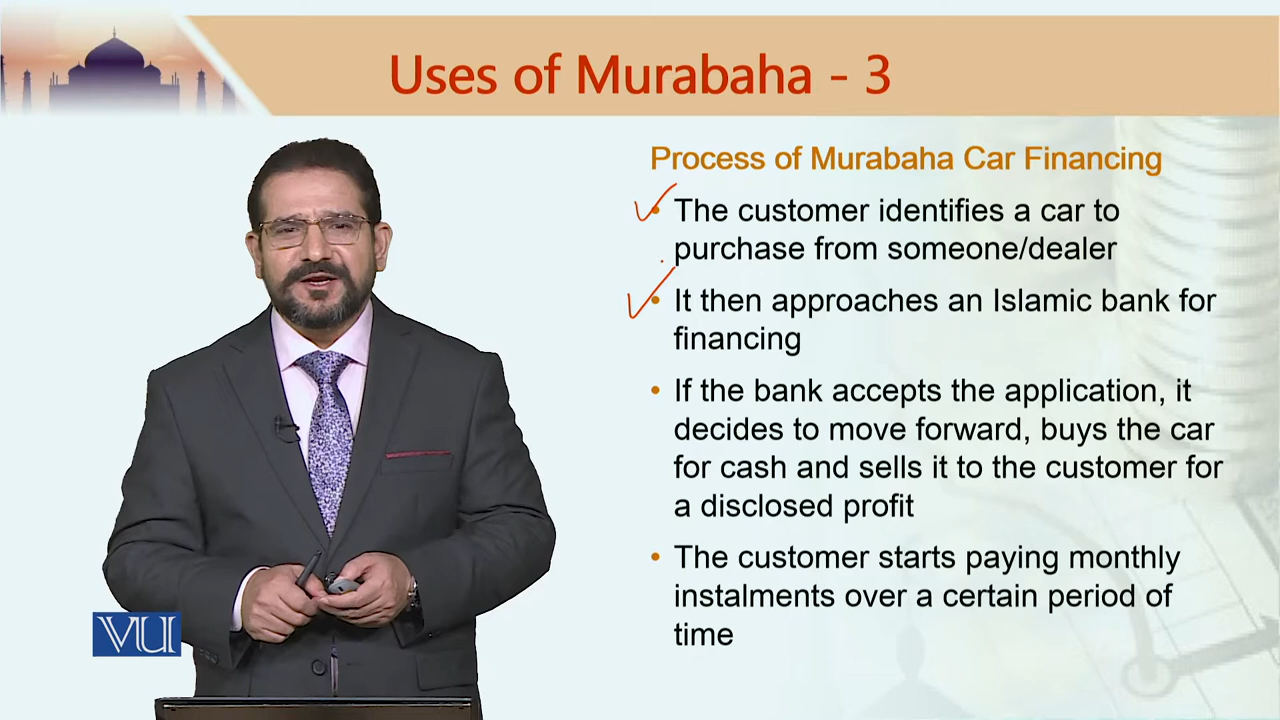 Uses of Murabaha - 3
Process of Murabaha Car Financing
• The customer identifies a car to
purchase from someone/dealer
• It then approaches an Islamic bank for
financing
• If the bank accepts the application, it
decides to move forward, buys the car
for cash and sells it to the customer for
a disclosed profit
• The customer starts paying monthly
instalments over a certain period of
time
VU